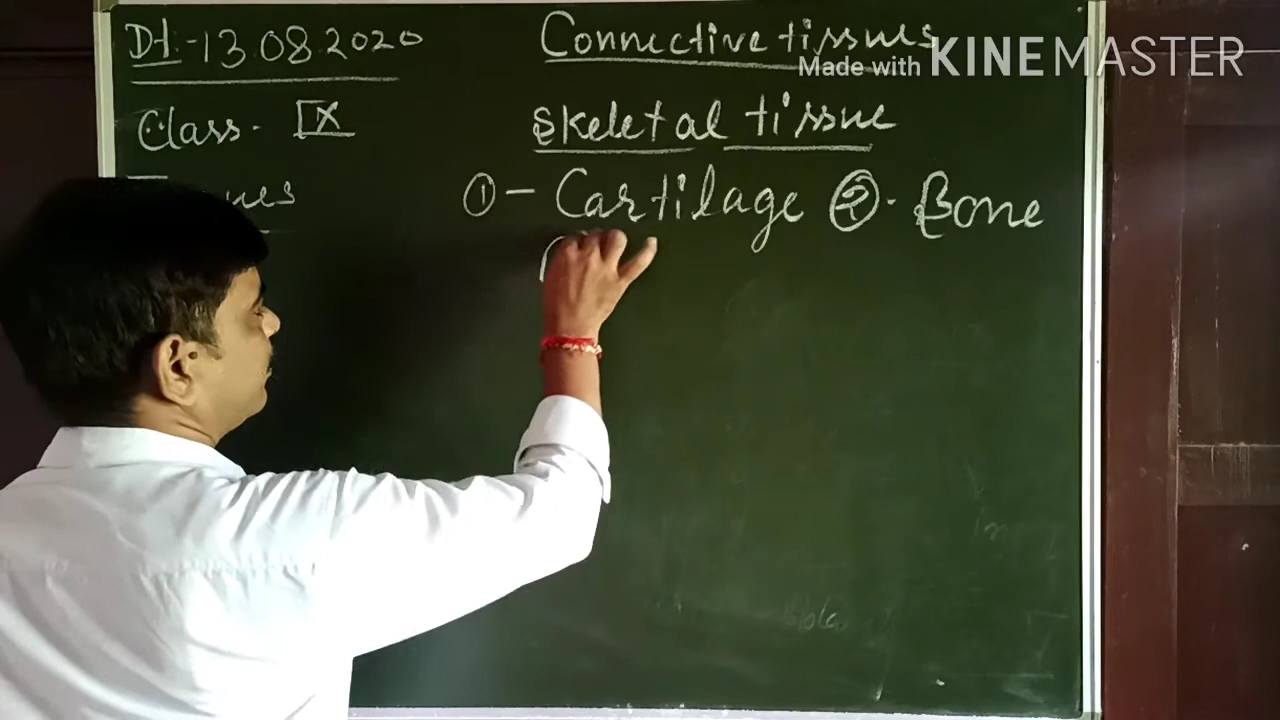 Dt.-13.08.2020
Connective tissues
Made with KINEMASTER
Class- IX
Skeletal tissue
① - Cartilage ②. Bone